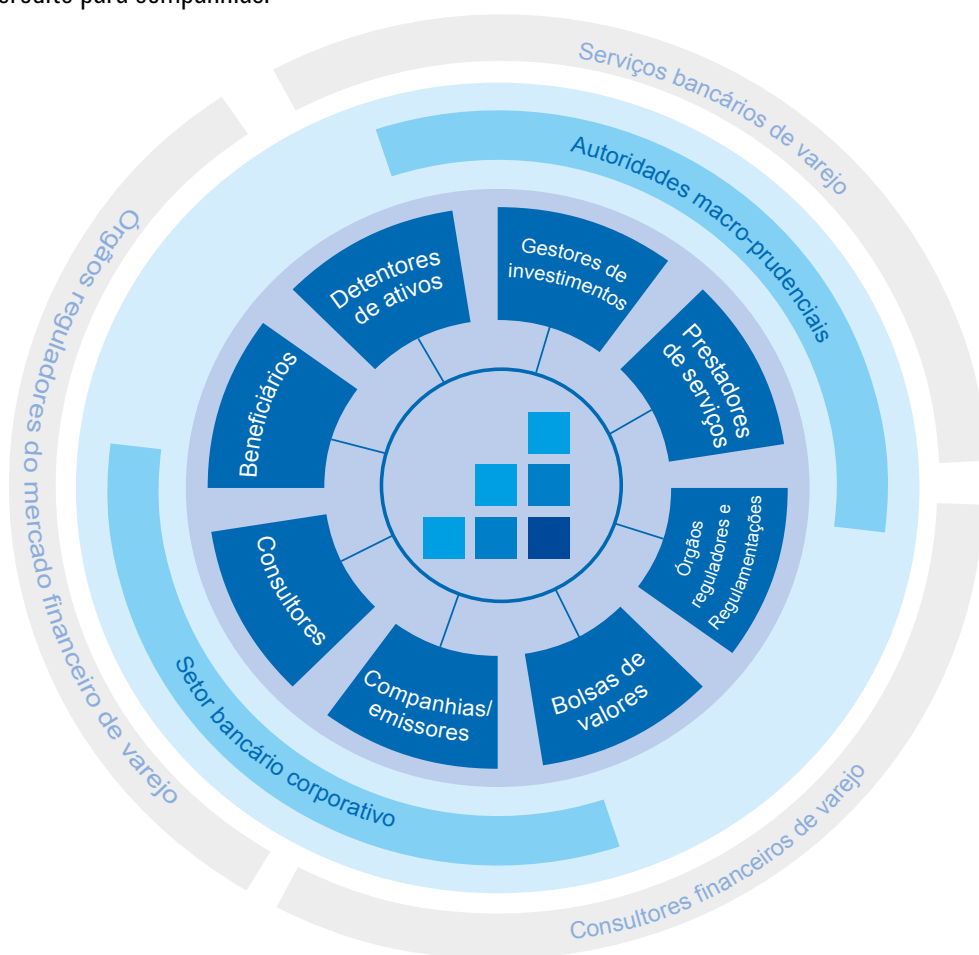 crédito para companhias.
Serviços bancários de varejo
Autoridades macro-prudenciais
Órgãos reguladores do mercado financeiro de varejo
Detentores
de ativos
Gestores de
investimentos
Prestadores
de serviços
Beneficiários
Órgãos
reguladores e
Regulamentações
Consultores
Companhias/
emissores
Bolsas de
valores
Setor bancário corporativo
Consultores financeiros de varejo